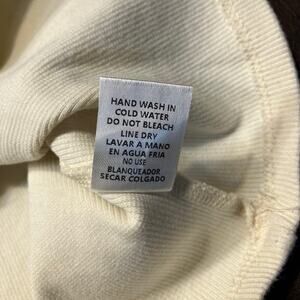 HAND WASH IN
COLD WATER
DO NOT BLEACH
LINE DRY
LAVAR A MANO
EN AGUA FRIA
NO USE
BLANQUEADOR
SECAR COLGADO